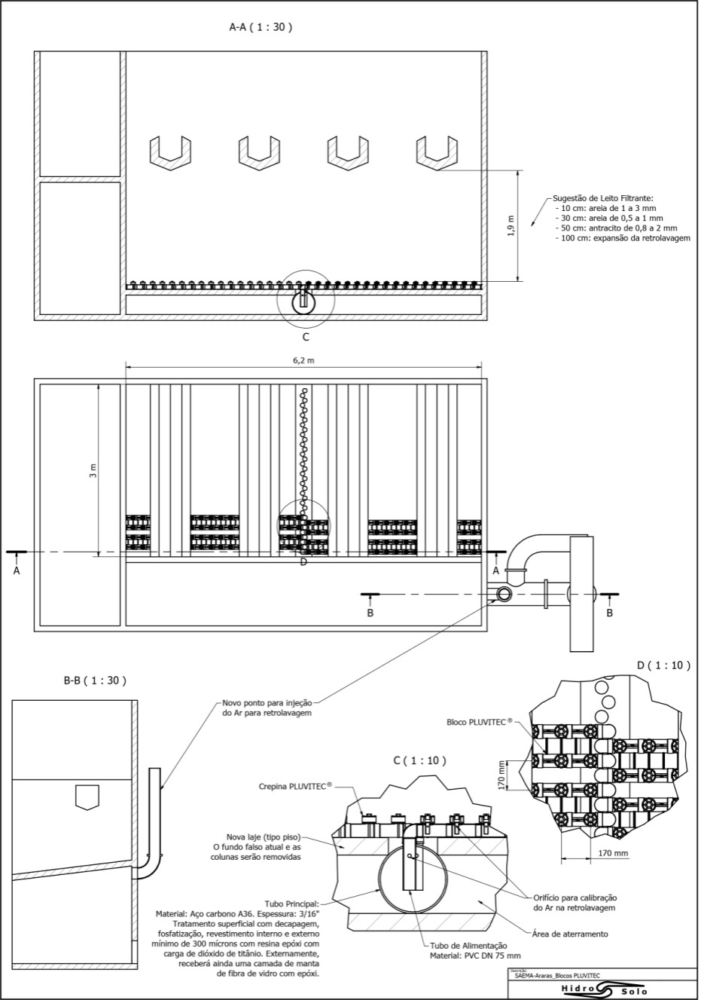 A-A ( 1 : 30 )
1,9 m
Sugestão de Leito Filtrante:
- 10 cm: areia de 1 a 3 mm
- 30 cm: areia de 0,5 a 1 mm
- 50 cm: antracito de 0,8 a 2 mm
- 100 cm: expansão da retrolavagem
C
6,2 m
3 m
D
A
A
B
B
B-B ( 1 : 30 )
D ( 1 : 10 )
Novo ponto para injeção
do Ar para retrolavagem
Bloco PLUVITEC®
170 mm
170 mm
C ( 1 : 10 )
Crepina PLUVITEC®
Nova laje (tipo piso)
O fundo falso atual e as
colunas serão removidas
Tubo Principal:
Material: Aço carbono A36. Espessura: 3/16"
Tratamento superficial com decapagem,
fosfatização, revestimento interno e externo
mínimo de 300 mícrons com resina epóxi com
carga de dióxido de titânio. Externamente,
receberá ainda uma camada de manta
de fibra de vidro com epóxi.
Orifício para calibração
do Ar na retrolavagem
Área de aterramento
Tubo de Alimentação
Material: PVC DN 75 mm
Descrição:
SAEMA-Araras_Blocos PLUVITEC
Hidro Solo